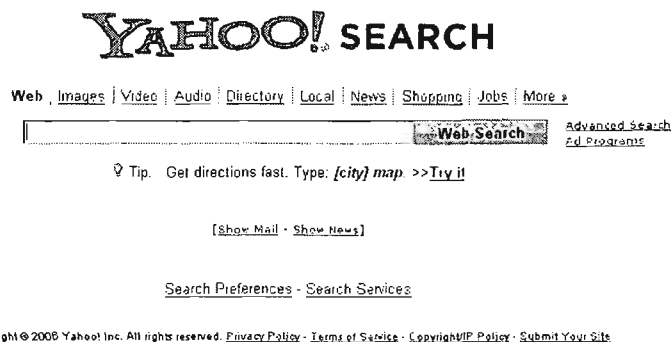 YAHOO! SEARCH
Web Images Video Audio Directory Local News Shopping Jobs More »
Web Search
Advanced Search
Ad Programs
Tip. Get directions fast. Type: [city] map. >>Try it
[Show Mail - Show News]
Search Preferences - Search Services
ght © 2006 Yahoo! Inc. All rights reserved. Privacy Policy - Terms of Service - Copyright/IP Policy - Submit Your Site